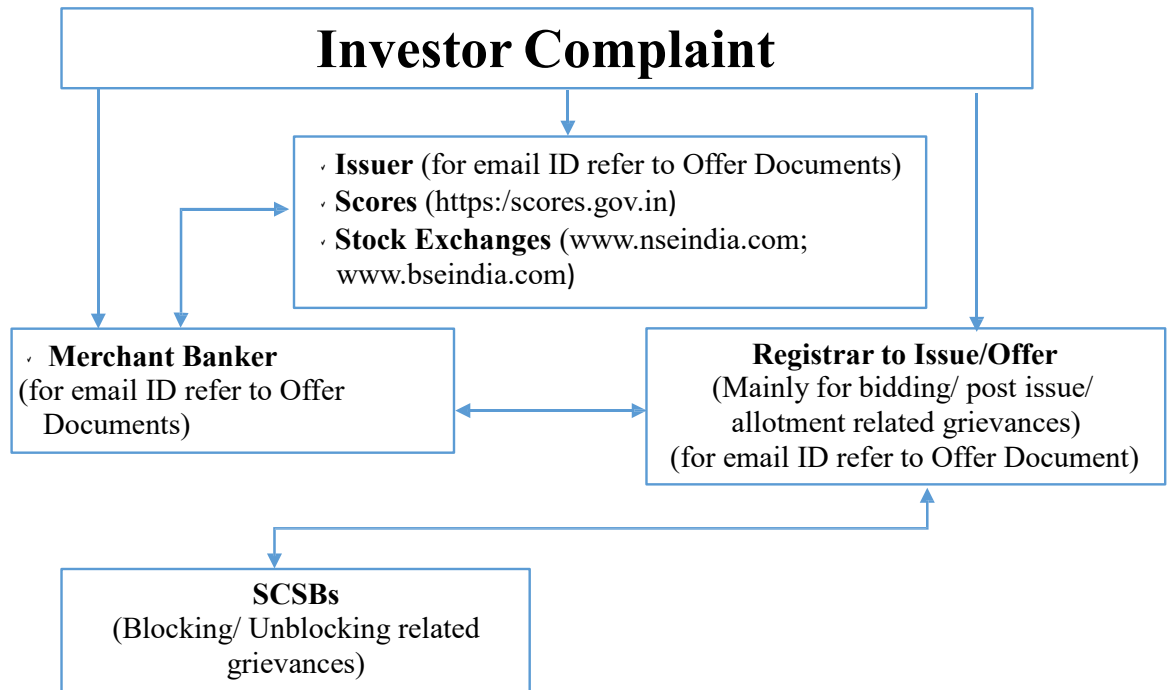 Investor Complaint
✓ Issuer (for email ID refer to Offer Documents)
✓ Scores (https:/scores.gov.in)
✓ Stock Exchanges (www.nseindia.com;
www.bseindia.com)
✓ Merchant Banker
(for email ID refer to Offer
Documents)
Registrar to Issue/Offer
(Mainly for bidding/ post issue/
allotment related grievances)
(for email ID refer to Offer Document)
SCSBs
(Blocking/ Unblocking related
grievances)